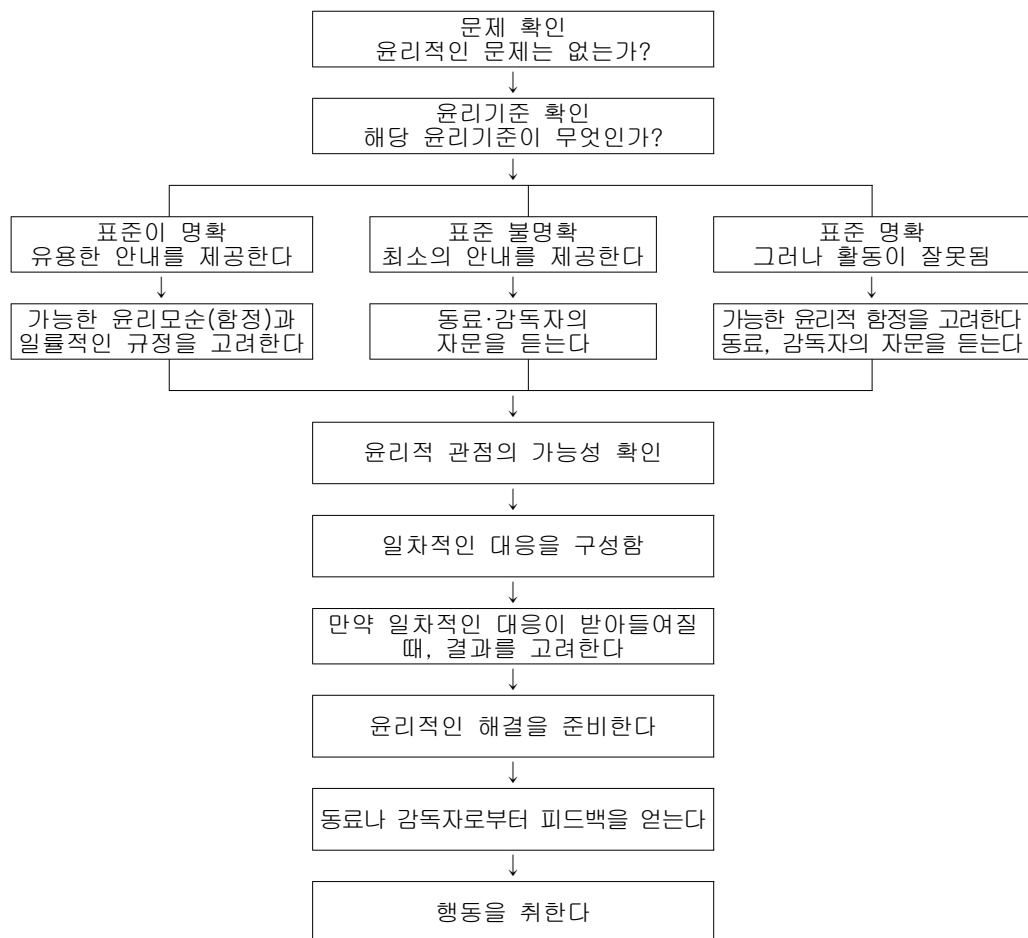 문제 확인
윤리적인 문제는 없는가?
↓
윤리기준 확인
해당 윤리기준이 무엇인가?
↓
표준이 명확
유용한 안내를 제공한다
↓
가능한 윤리모순(함정)과
일률적인 규정을 고려한다
표준 불명확
최소의 안내를 제공한다
↓
동료·감독자의
자문을 듣는다
표준 명확
그러나 활동이 잘못됨
↓
가능한 윤리적 함정을 고려한다
동료, 감독자의 자문을 듣는다
↓
윤리적 관점의 가능성 확인
↓
일차적인 대응을 구성함
↓
만약 일차적인 대응이 받아들여질
때, 결과를 고려한다
↓
윤리적인 해결을 준비한다
↓
동료나 감독자로부터 피드백을 얻는다
↓
행동을 취한다